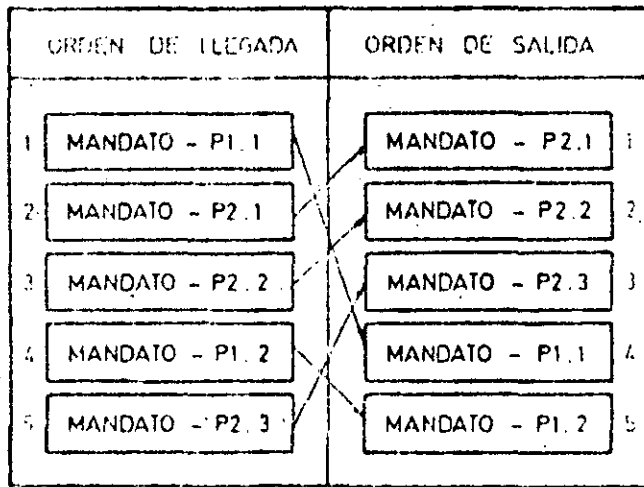 ORDEN DE LLEGADA ORDEN DE SALIDA
1 MANDATO - P1.1 MANDATO - P2.1 1
2 MANDATO - P2.1 MANDATO - P2.2 2
3 MANDATO - P2.2 MANDATO - P2.3 3
4 MANDATO - P1.2 MANDATO - P1.1 4
5 MANDATO - P2.3 MANDATO - P1.2 5